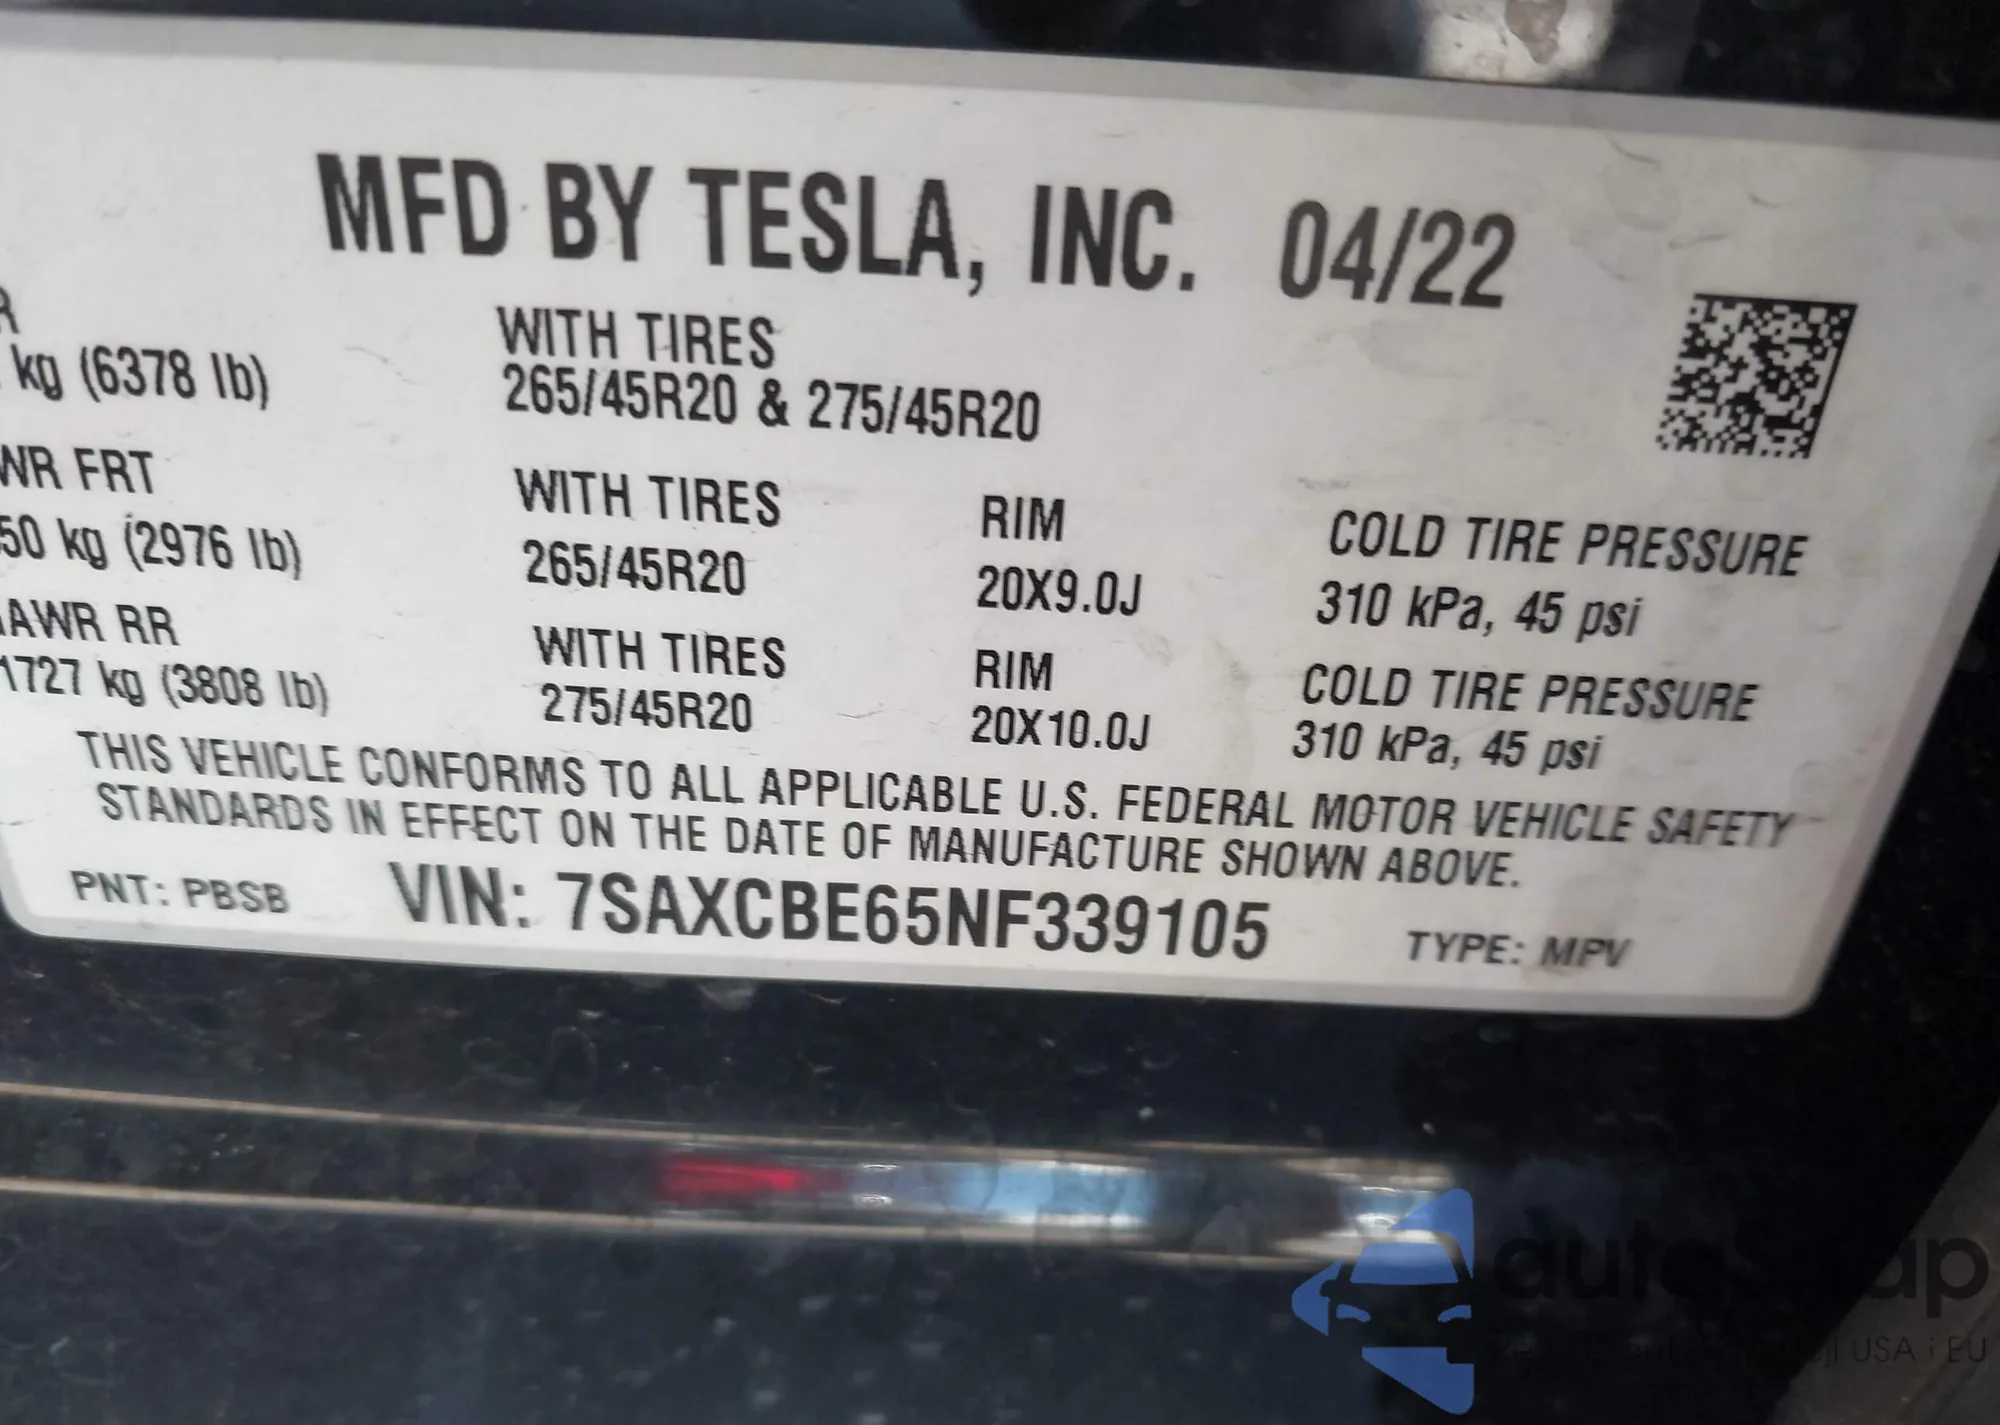 MFD BY TESLA, INC. 04/22
R WITH TIRES
kg (6378 lb) 265/45R20 & 275/45R20
WR FRT WITH TIRES RIM COLD TIRE PRESSURE
50 kg (2976 lb) 265/45R20 20X9.0J 310 kPa, 45 psi
AWR RR WITH TIRES RIM COLD TIRE PRESSURE
1727 kg (3808 lb) 275/45R20 20X10.0J 310 kPa, 45 psi
THIS VEHICLE CONFORMS TO ALL APPLICABLE U.S. FEDERAL MOTOR VEHICLE SAFETY
STANDARDS IN EFFECT ON THE DATE OF MANUFACTURE SHOWN ABOVE.
PNT: PBSB VIN: 7SAXCBE65NF339105 TYPE: MPV
autoSnap
USA i EU